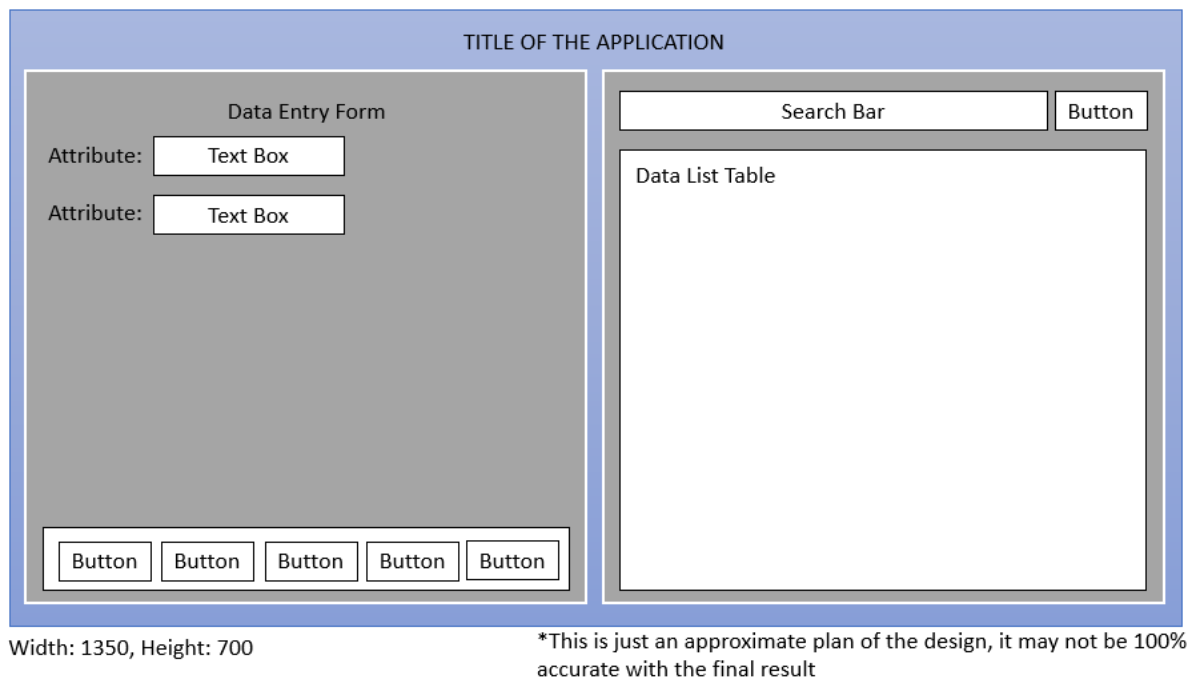 TITLE OF THE APPLICATION
Data Entry Form
Attribute: Text Box
Attribute: Text Box
Button Button Button Button Button
Search Bar Button
Data List Table
Width: 1350, Height: 700
*This is just an approximate plan of the design, it may not be 100%
accurate with the final result